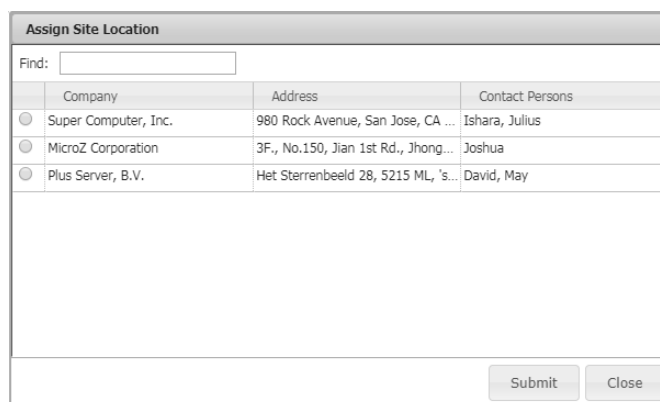 Assign Site Location
Find:
Company Address Contact Persons
Super Computer, Inc. 980 Rock Avenue, San Jose, CA ... Ishara, Julius
MicroZ Corporation 3F., No.150, Jian 1st Rd., Jhong... Joshua
Plus Server, B.V. Het Sterrenbeeld 28, 5215 ML, 's... David, May
Submit Close